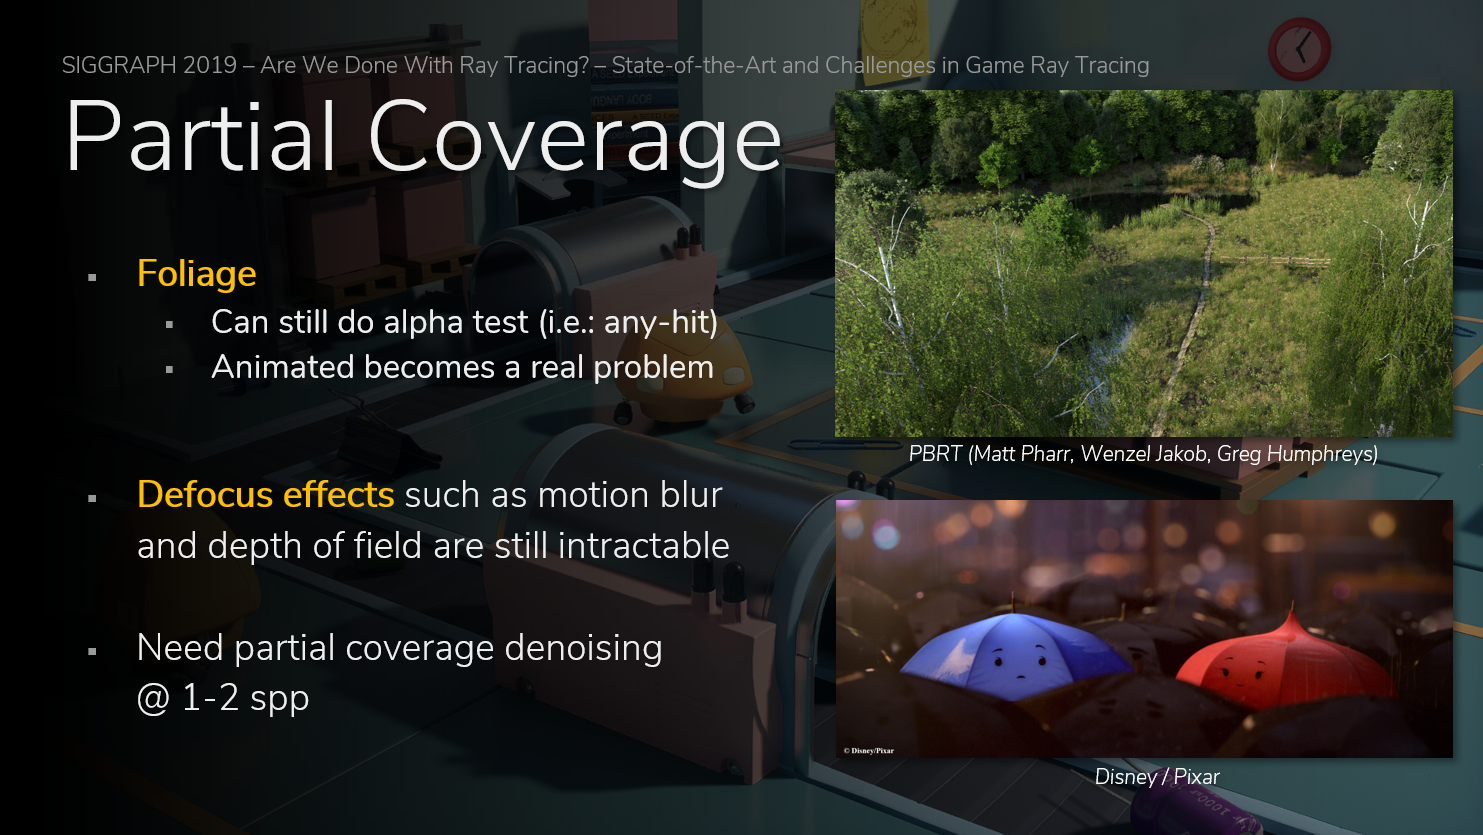 SIGGRAPH 2019 – Are We Done With Ray Tracing? – State-of-the-Art and Challenges in Game Ray Tracing
Partial Coverage
Foliage
Can still do alpha test (i.e.: any-hit)
Animated becomes a real problem
Defocus effects such as motion blur
and depth of field are still intractable
Need partial coverage denoising
@ 1-2 spp
PBRT (Matt Pharr, Wenzel Jakob, Greg Humphreys)
© Disney/Pixar
Disney / Pixar